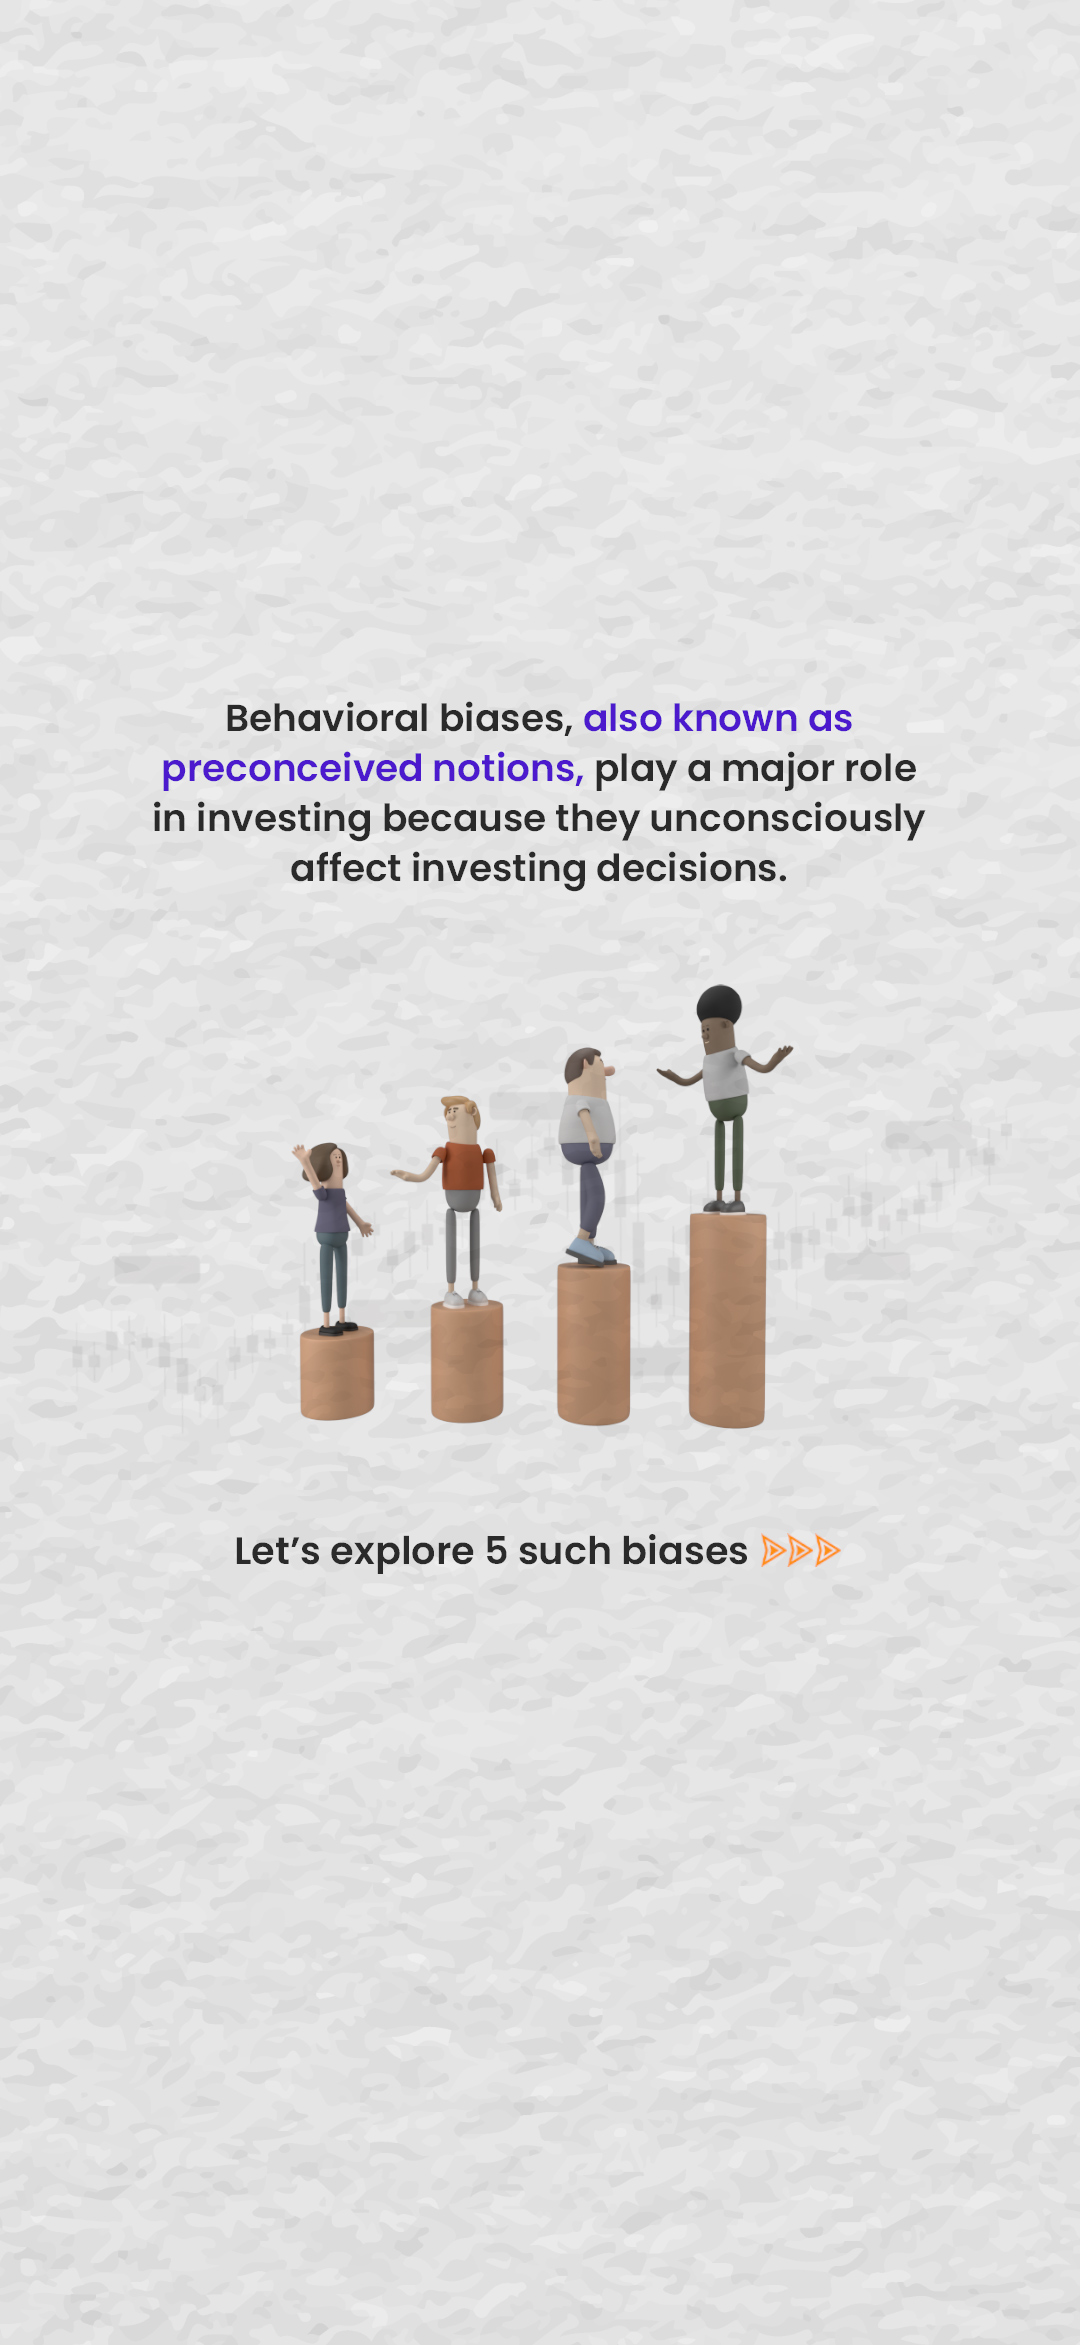 Behavioral biases, also known as
preconceived notions, play a major role
in investing because they unconsciously
affect investing decisions.
Let’s explore 5 such biases